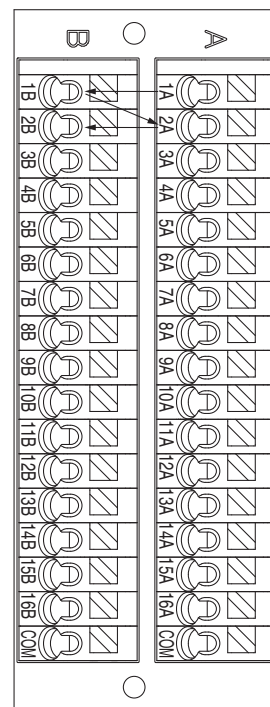 B A
1B 1A
2B 2A
3B 3A
4B 4A
5B 5A
6B 6A
7B 7A
8B 8A
9B 9A
10B 10A
11B 11A
12B 12A
13B 13A
14B 14A
15B 15A
16B 16A
COM COM